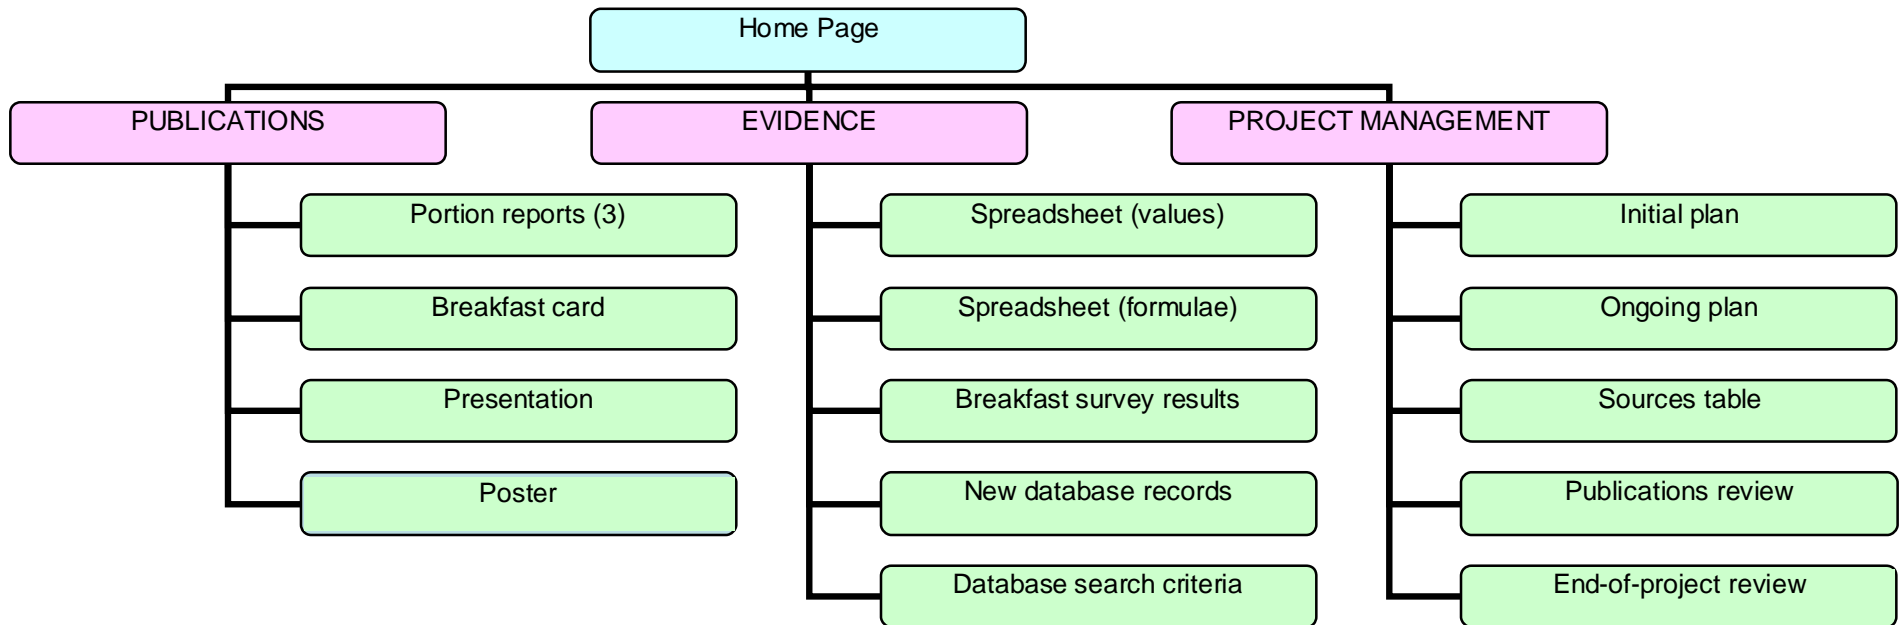 Home Page
PUBLICATIONS
Portion reports (3)
Breakfast card
Presentation
Poster
EVIDENCE
Spreadsheet (values)
Spreadsheet (formulae)
Breakfast survey results
New database records
Database search criteria
PROJECT MANAGEMENT
Initial plan
Ongoing plan
Sources table
Publications review
End-of-project review